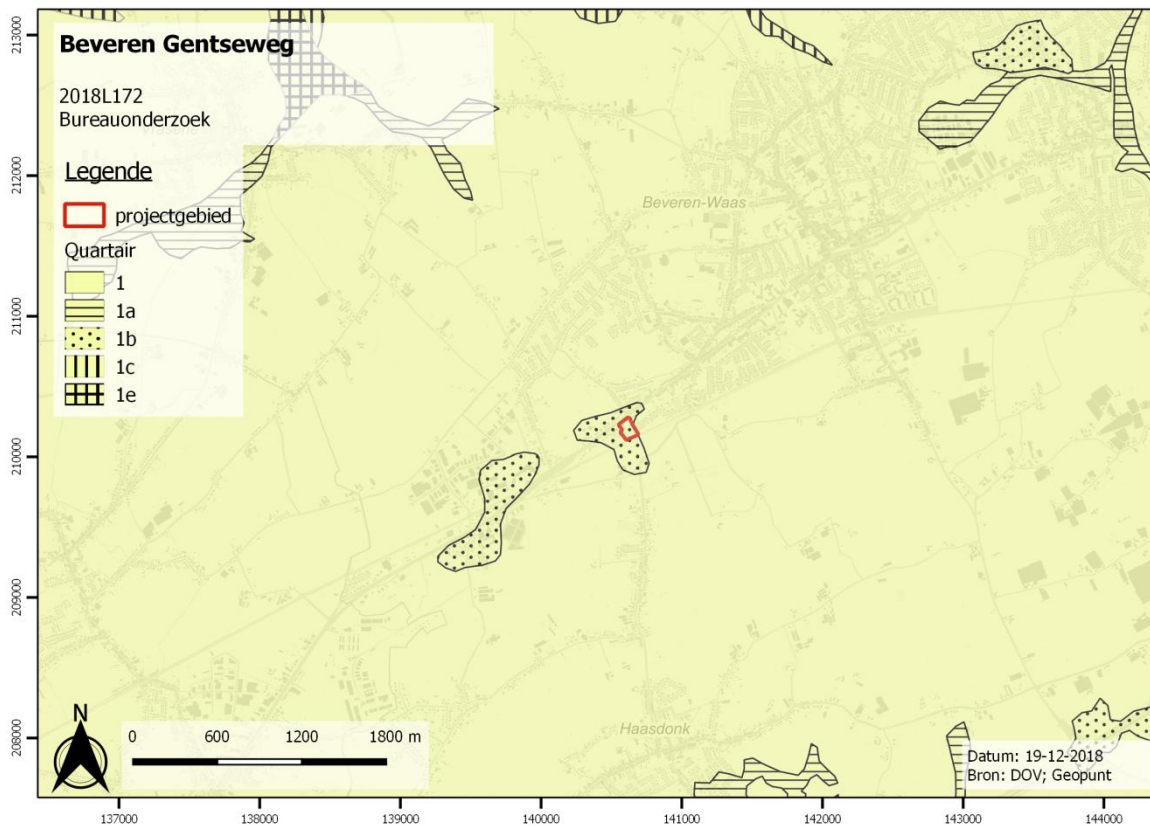 Beveren Gentseweg
2018L172
Bureauonderzoek
Legende
projectgebied
Quartair
1
1a
1b
1c
1e
Vrasene
Beveren-Waas
Haasdonk
N
0 600 1200 1800 m
Datum: 19-12-2018
Bron: DOV; Geopunt
213000
212000
211000
210000
209000
208000
137000 138000 139000 140000 141000 142000 143000 144000